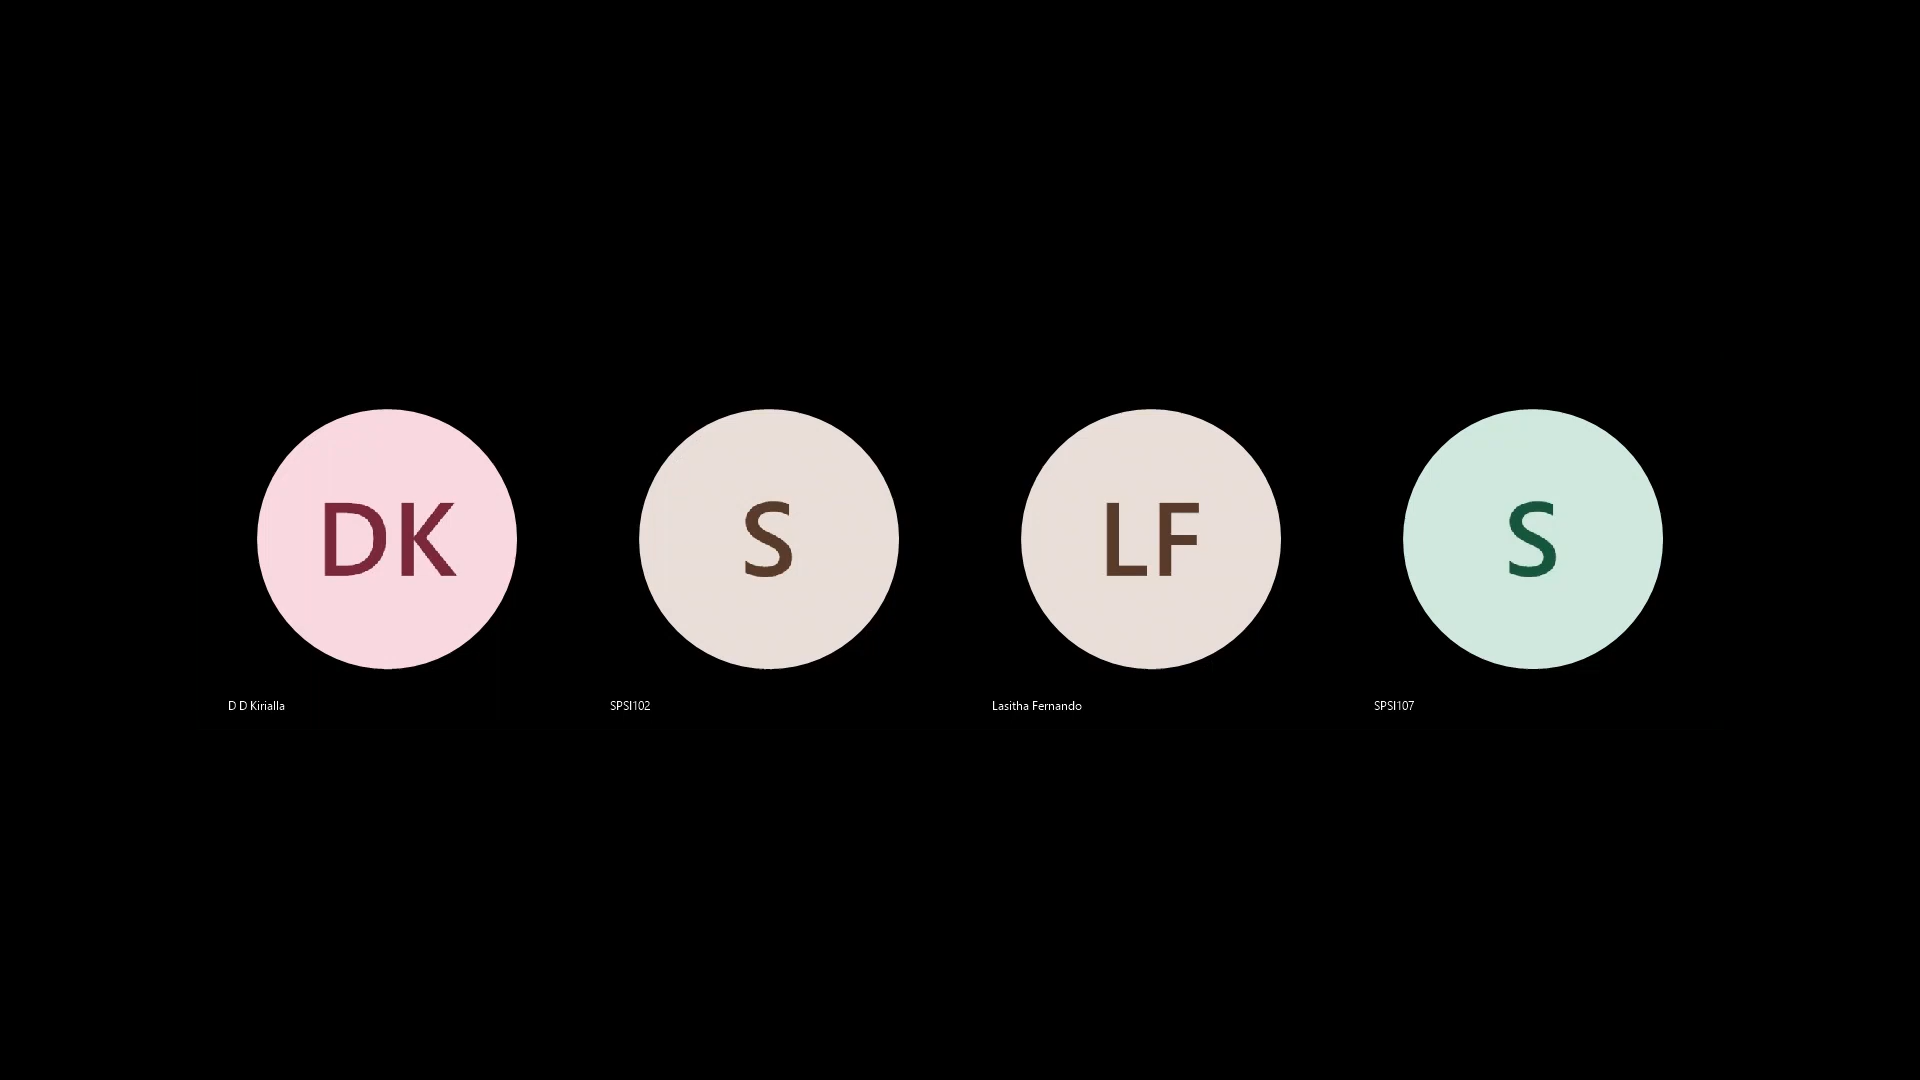 DK
S
LF
S
D D Kirialla
SPSI102
Lasitha Fernando
SPSI107